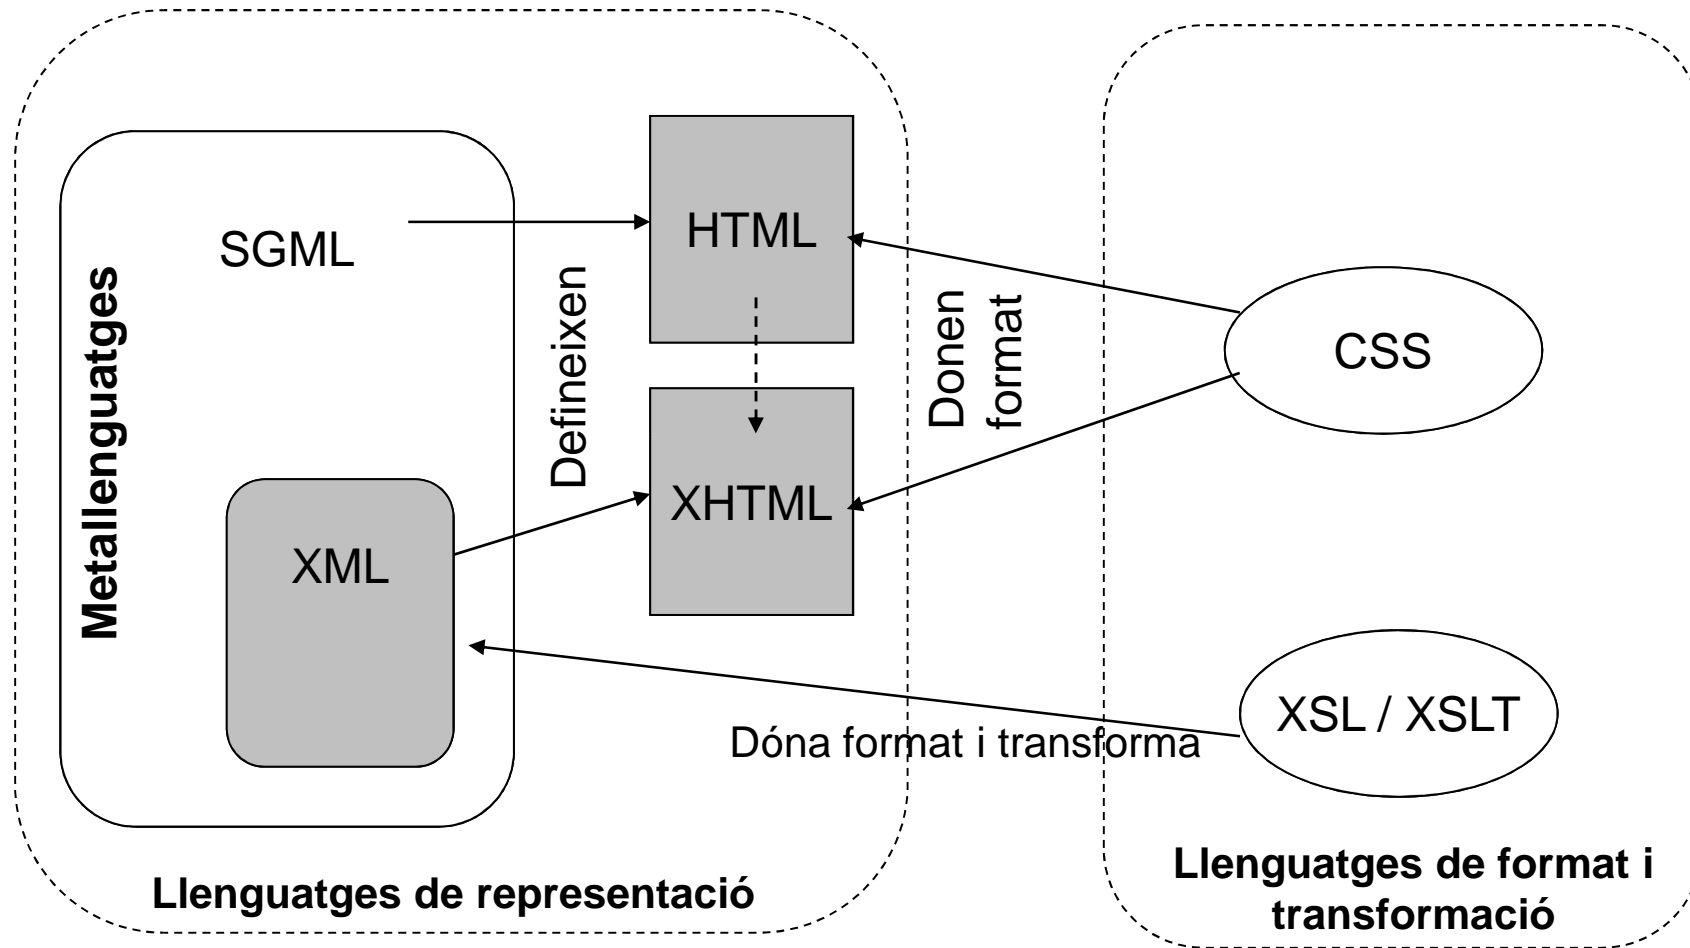 Metallenguatges
SGML
XML
Defineixen
HTML
XHTML
Donen
format
CSS
XSL / XSLT
Dóna format i transforma
Llenguatges de representació
Llenguatges de format i
transformació